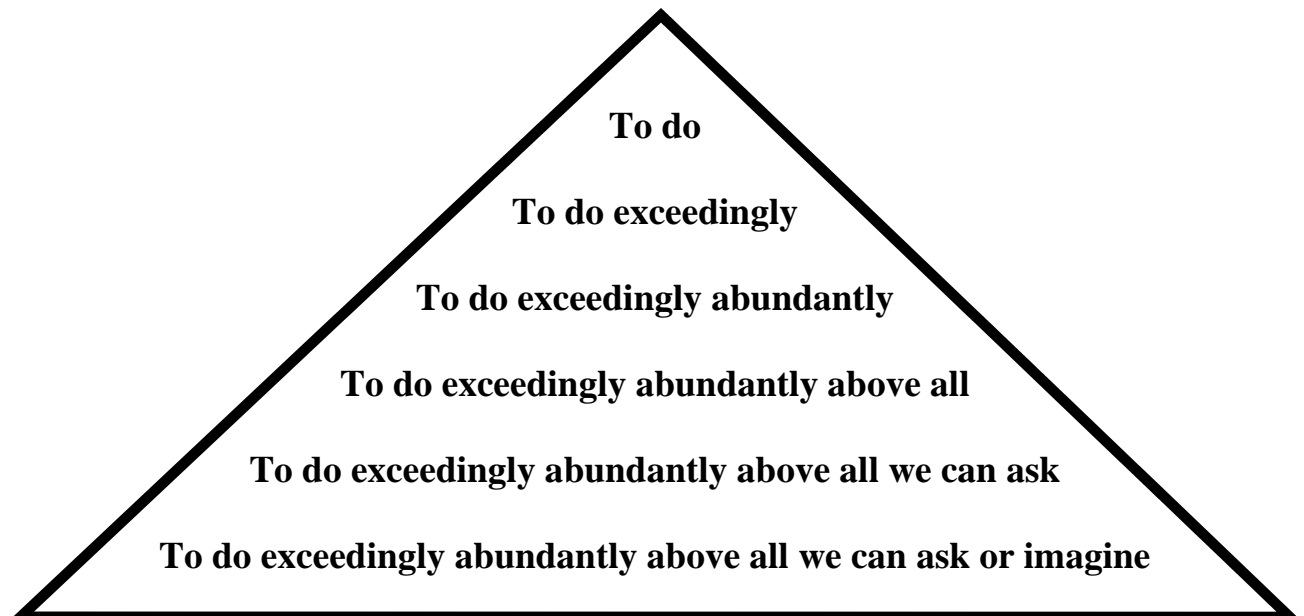 To do
To do exceedingly
To do exceedingly abundantly
To do exceedingly abundantly above all
To do exceedingly abundantly above all we can ask
To do exceedingly abundantly above all we can ask or imagine